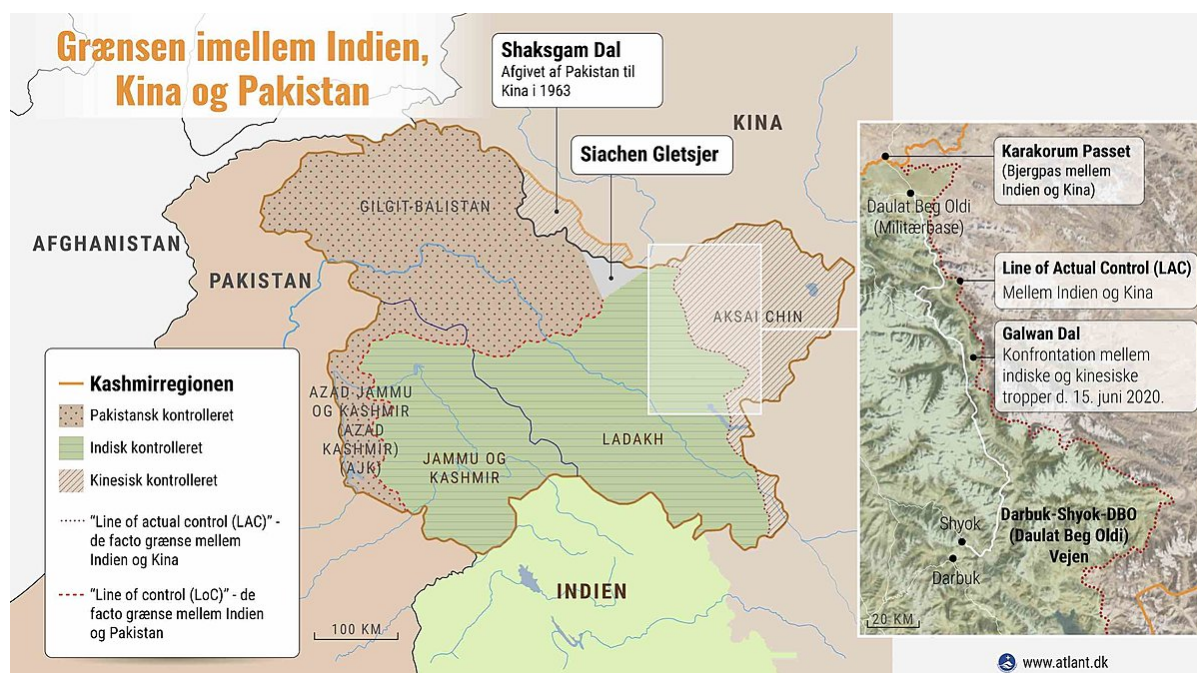 Grænsen imellem Indien,
Kina og Pakistan
Shaksgam Dal
Afgivet af Pakistan til
Kina i 1963
Siachen Gletsjer
KINA
GILGIT-BALISTAN
AFGHANISTAN
PAKISTAN
AKSAI CHIN
AZAD JAMMU
OG KASHMIR
(AZAD
KASHMIR)
(AJK)
JAMMU OG
KASHMIR
LADAKH
INDIEN
100 KM
Kashmirregionen
Pakistansk kontrolleret
Indisk kontrolleret
Kinesisk kontrolleret
“Line of actual control (LAC)” -
de facto grænse mellem
Indien og Kina
“Line of control (LoC)” - de
facto grænse mellem Indien
og Pakistan
Karakorum Passet
(Bjergpas mellem
Indien og Kina)
Daulat Beg Oldi
(Militærbase)
Line of Actual Control (LAC)
Mellem Indien og Kina
Galwan Dal
Konfrontation mellem
indiske og kinesiske
tropper d. 15. juni 2020.
Darbuk-Shyok-DBO
(Daulat Beg Oldi)
Vejen
Shyok
Darbuk
20 KM
www.atlant.dk